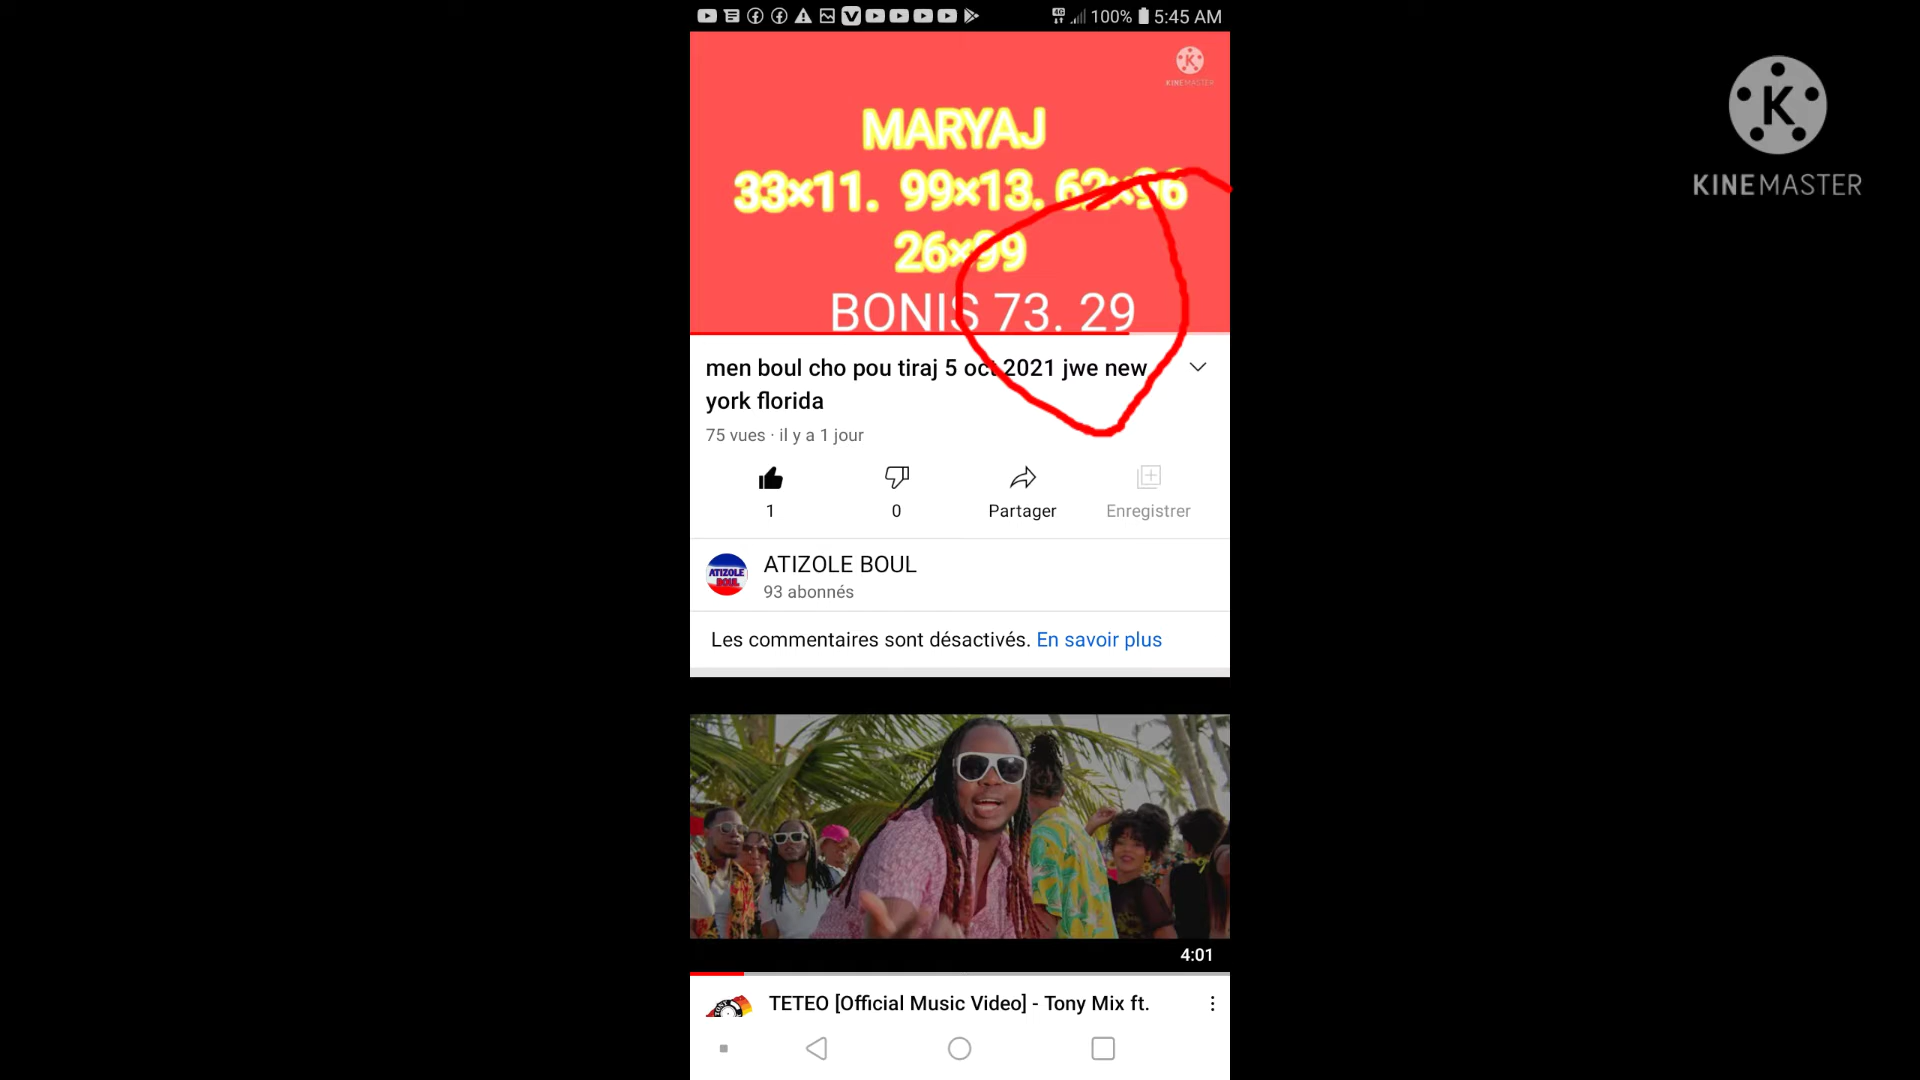 100% 5:45 AM
KINEMASTER
MARYAJ
33×11. 99×13. 62×96
26×99
BONIS 73. 29
men boul cho pou tiraj 5 oct 2021 jwe new
york florida
75 vues · il y a 1 jour
1
0
Partager
Enregistrer
ATIZOLE BOUL
ATIZOLE BOUL
93 abonnés
Les commentaires sont désactivés. En savoir plus
4:01
TETEO [Official Music Video] - Tony Mix ft.
K
KINEMASTER